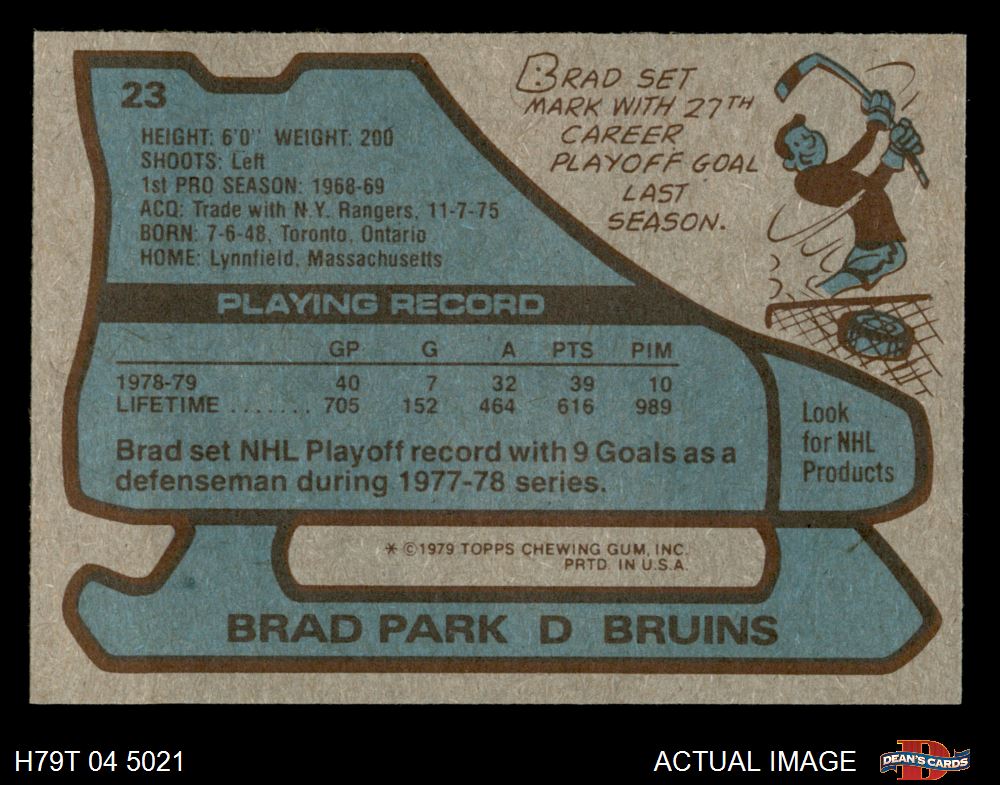 23
HEIGHT: 6'0" WEIGHT: 200
SHOOTS: Left
1st PRO SEASON: 1968-69
ACQ: Trade with N.Y. Rangers, 11-7-75
BORN: 7-6-48, Toronto, Ontario
HOME: Lynnfield, Massachusetts
BRAD SET
MARK WITH 27TH
CAREER
PLAYOFF GOAL
LAST
SEASON.
PLAYING RECORD
GP G A PTS PIM
1978-79 40 7 32 39 10
LIFETIME ....... 705 152 464 616 989
Brad set NHL Playoff record with 9 Goals as a
defenseman during 1977-78 series.
Look
for NHL
Products
* ©1979 TOPPS CHEWING GUM, INC.
PRTD. IN U.S.A.
BRAD PARK D BRUINS
H79T 04 5021
ACTUAL IMAGE
D
DEAN'S CARDS